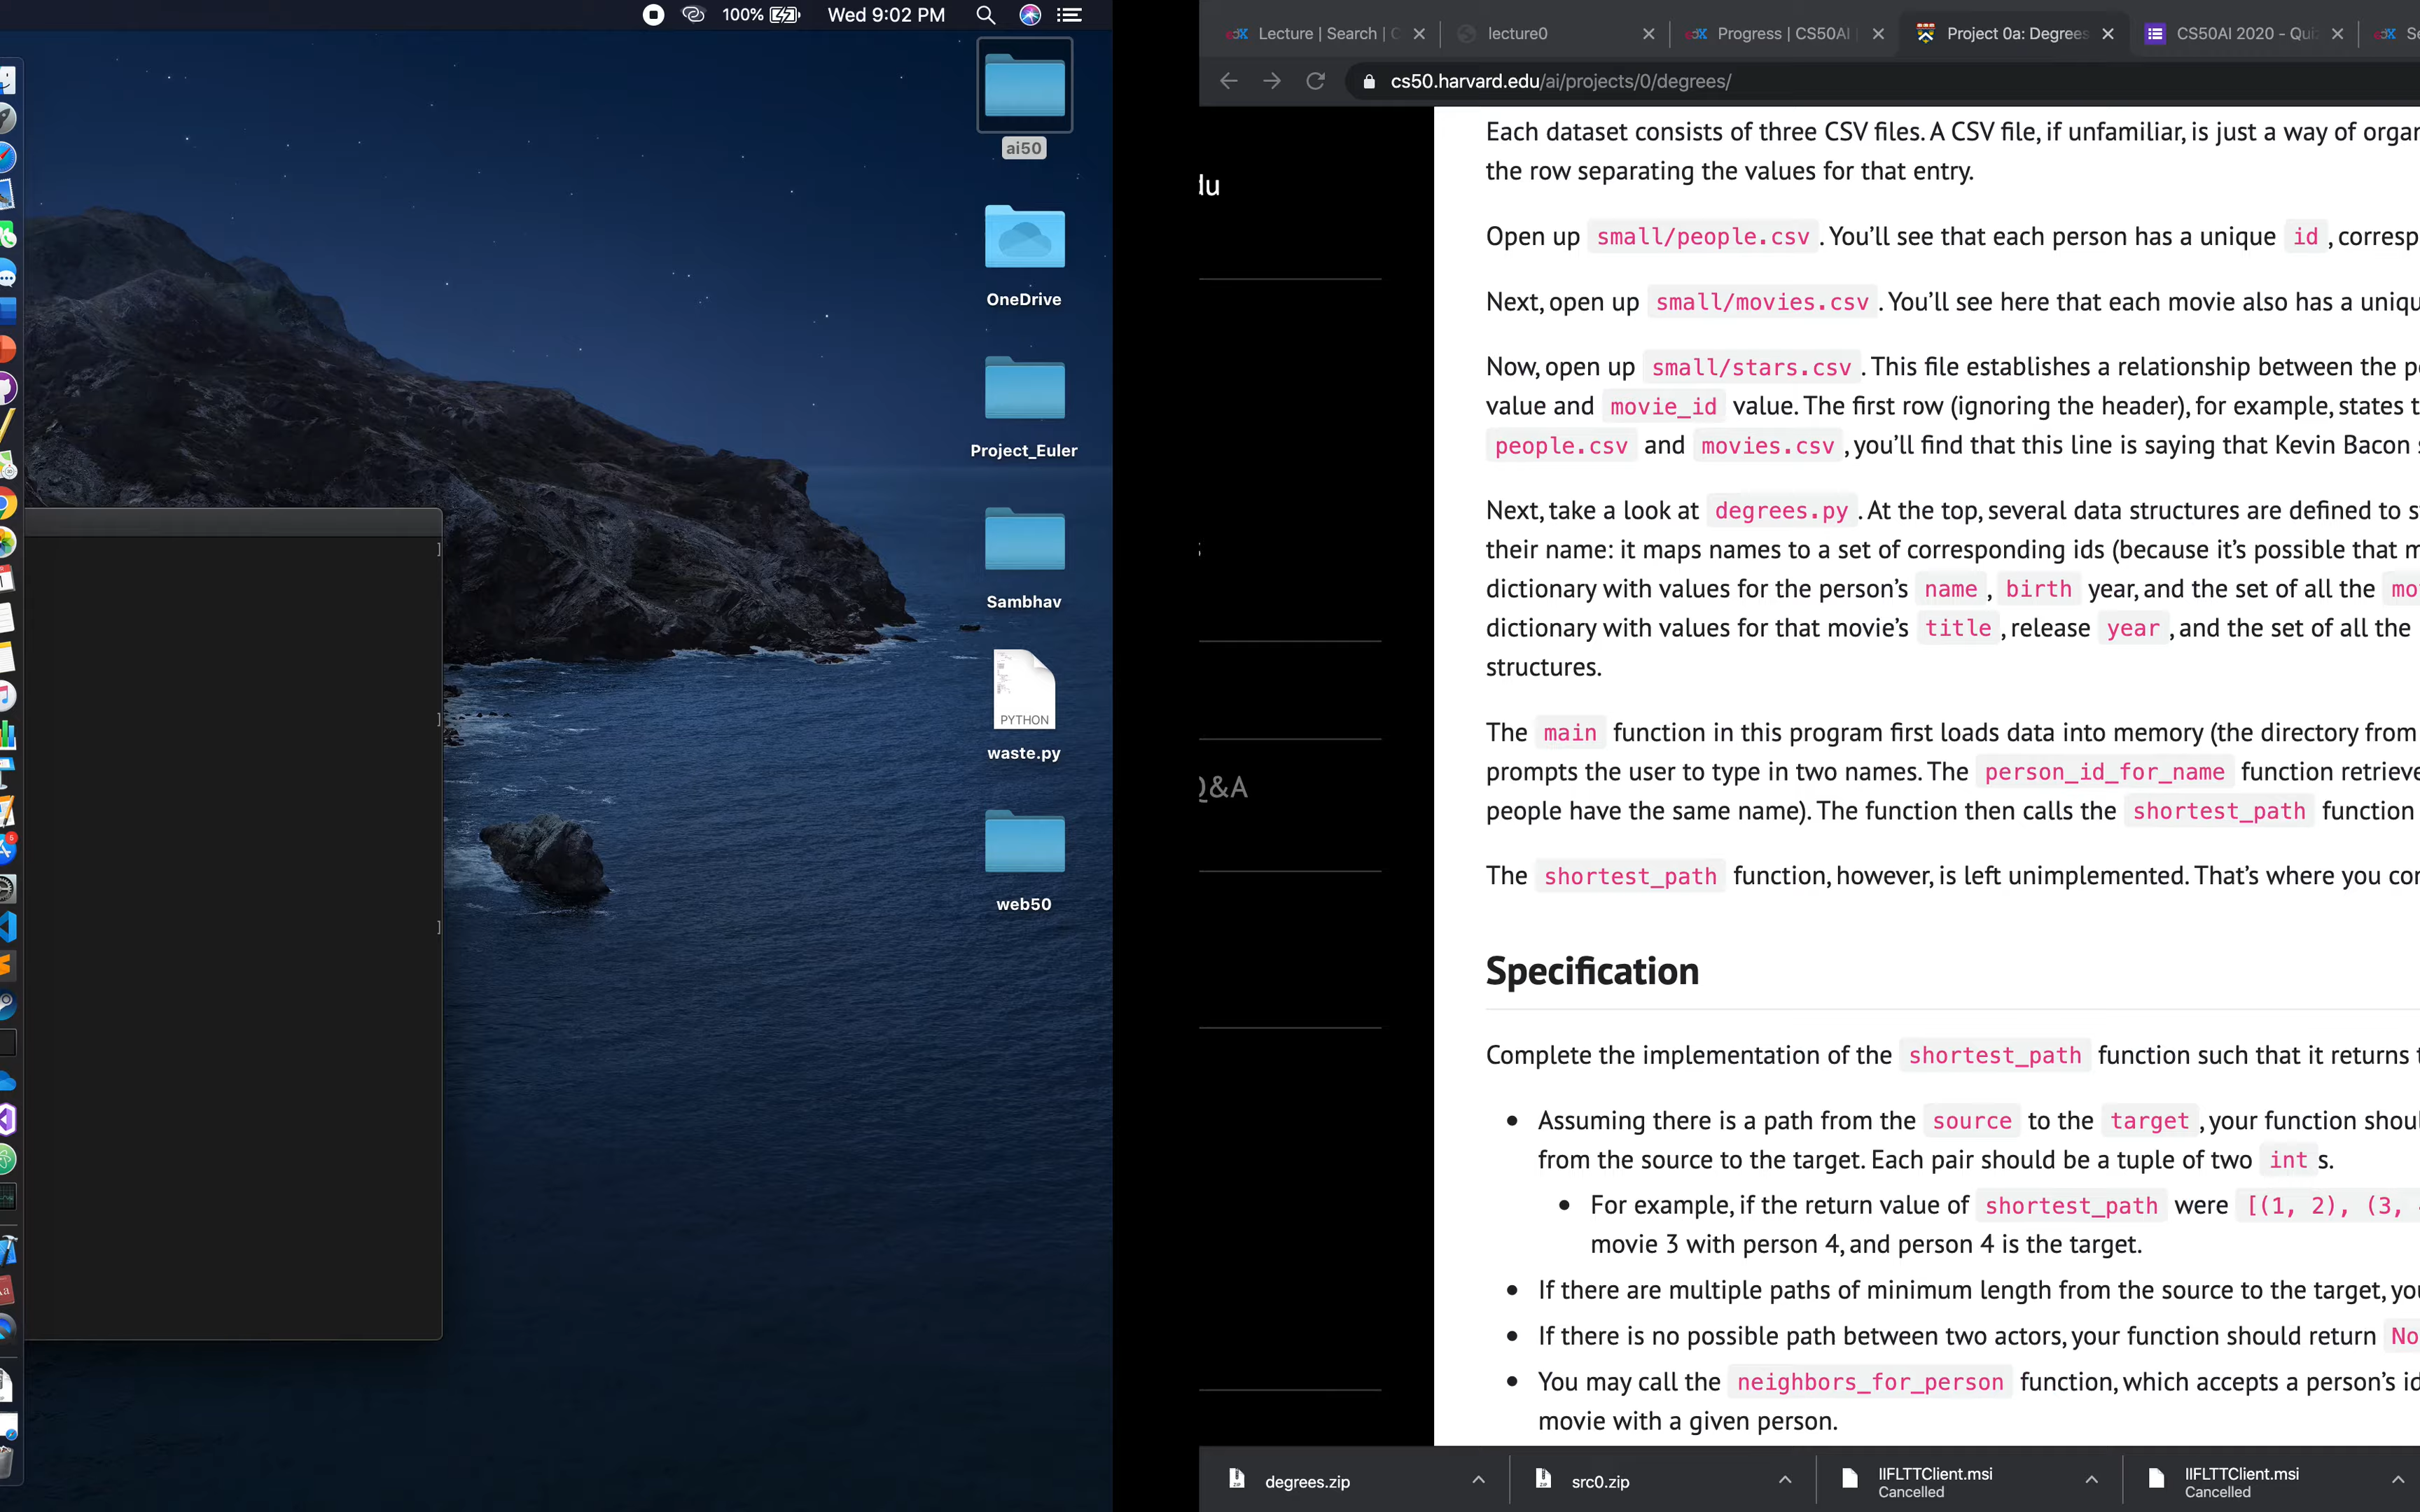 100%
Wed 9:02 PM
ai50
OneDrive
Project_Euler
Sambhav
PYTHON
waste.py
web50
Lecture | Search | C
lecture0
Progress | CS50AI
Project 0a: Degrees
CS50AI 2020 - Qui
Se
cs50.harvard.edu/ai/projects/0/degrees/
du
Q&A
Each dataset consists of three CSV files. A CSV file, if unfamiliar, is just a way of organ
the row separating the values for that entry.
Open up small/people.csv. You’ll see that each person has a unique id, corresp
Next, open up small/movies.csv. You’ll see here that each movie also has a uniqu
Now, open up small/stars.csv. This file establishes a relationship between the pe
value and movie_id value. The first row (ignoring the header), for example, states t
people.csv and movies.csv, you’ll find that this line is saying that Kevin Bacon s
Next, take a look at degrees.py. At the top, several data structures are defined to s
their name: it maps names to a set of corresponding ids (because it’s possible that m
dictionary with values for the person’s name, birth year, and the set of all the mo
dictionary with values for that movie’s title, release year, and the set of all the
structures.
The main function in this program first loads data into memory (the directory from
prompts the user to type in two names. The person_id_for_name function retrieve
people have the same name). The function then calls the shortest_path function
The shortest_path function, however, is left unimplemented. That’s where you co
Specification
Complete the implementation of the shortest_path function such that it returns t
Assuming there is a path from the source to the target, your function shoul
from the source to the target. Each pair should be a tuple of two int s.
For example, if the return value of shortest_path were [(1, 2), (3,
movie 3 with person 4, and person 4 is the target.
If there are multiple paths of minimum length from the source to the target, you
If there is no possible path between two actors, your function should return No
You may call the neighbors_for_person function, which accepts a person’s id
movie with a given person.
degrees.zip
src0.zip
IIFLTTClient.msi
Cancelled
IIFLTTClient.msi
Cancelled